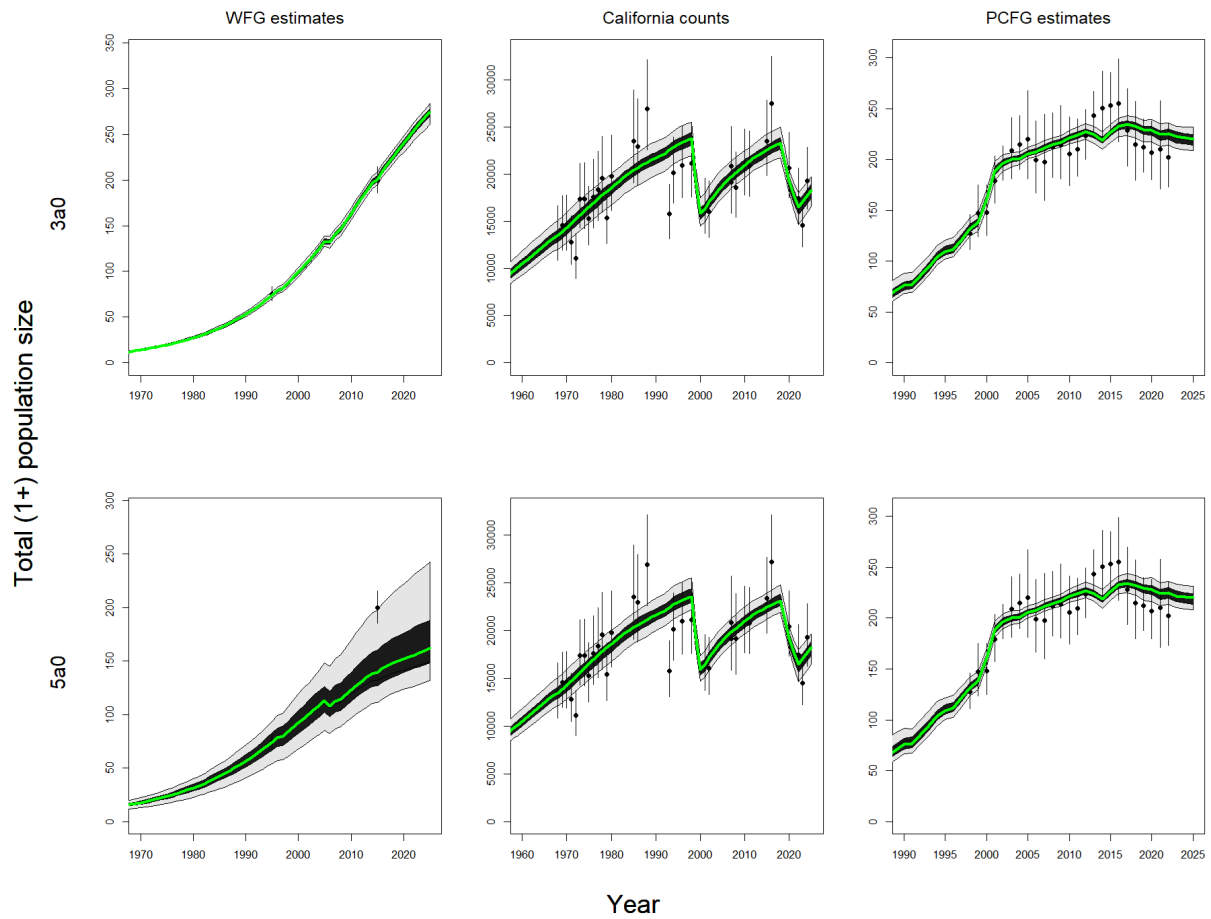 WFG estimates California counts PCFG estimates
Total (1+) population size
3a0
0 50 100 150 200 250 300 350
1970 1980 1990 2000 2010 2020
0 5000 10000 15000 20000 25000 30000
1960 1970 1980 1990 2000 2010 2020
0 50 100 150 200 250 300
1990 1995 2000 2005 2010 2015 2020 2025
5a0
0 50 100 150 200 250 300
1970 1980 1990 2000 2010 2020
0 5000 10000 15000 20000 25000 30000
1960 1970 1980 1990 2000 2010 2020
0 50 100 150 200 250 300
1990 1995 2000 2005 2010 2015 2020 2025
Year